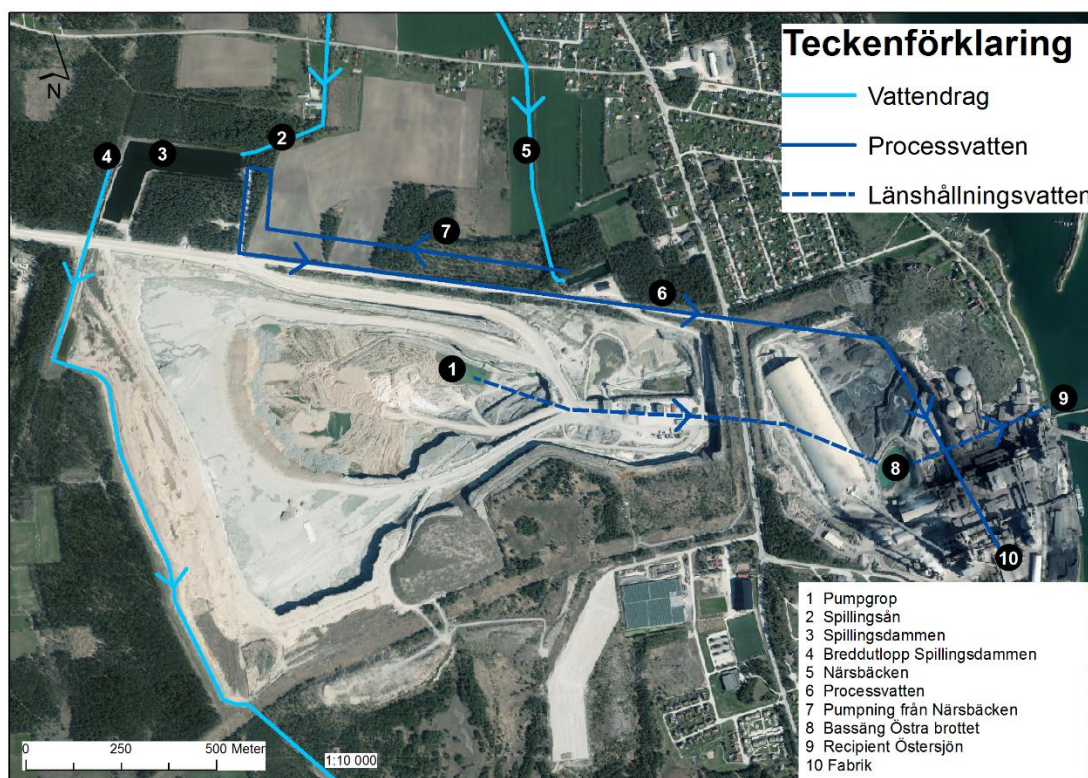 Teckenförklaring
Vattendrag
Processvatten
Länshållningsvatten
N
2
3
4
5
7
6
1
9
8
10
1 Pumpgrop
2 Spillingsån
3 Spillingsdammen
4 Breddutlopp Spillingsdammen
5 Närsbäcken
6 Processvatten
7 Pumpning från Närsbäcken
8 Bassäng Östra brottet
9 Recipient Östersjön
10 Fabrik
0 250 500 Meter
1:10 000